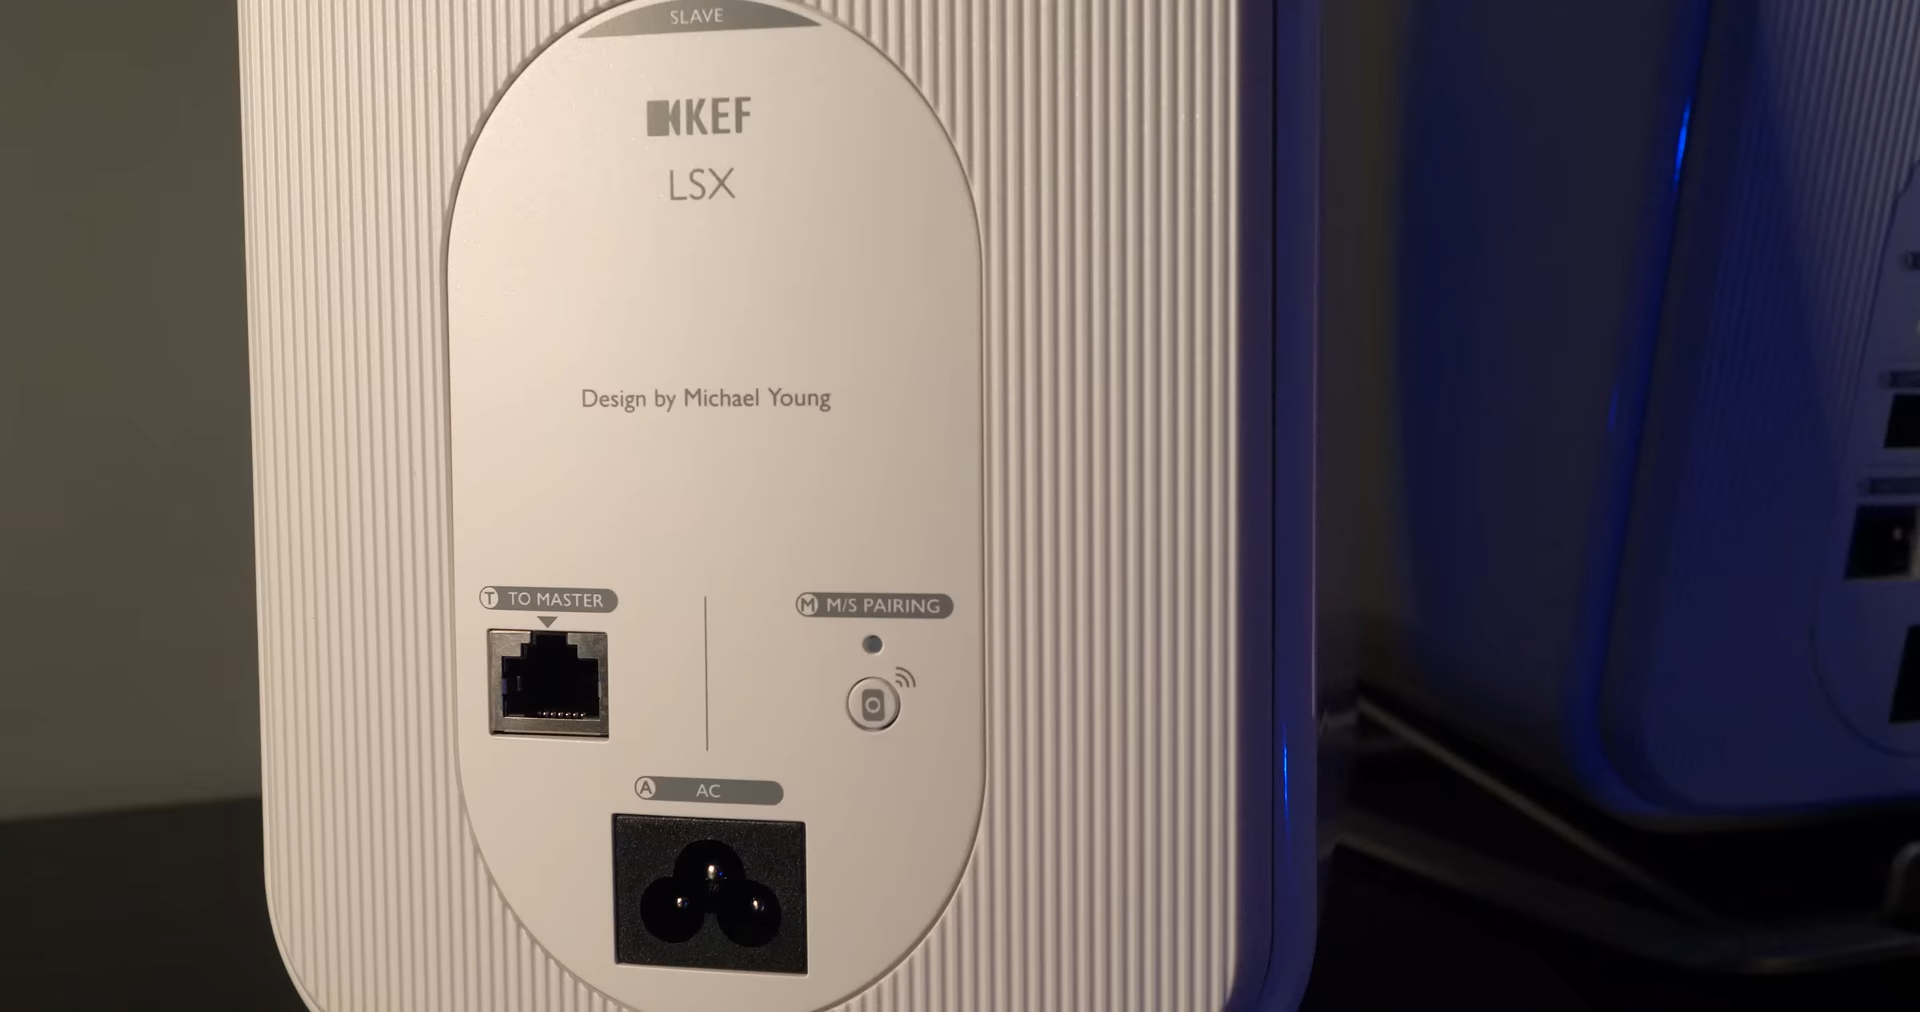 SLAVE
KEF
LSX
Design by Michael Young
T TO MASTER
M M/S PAIRING
A AC